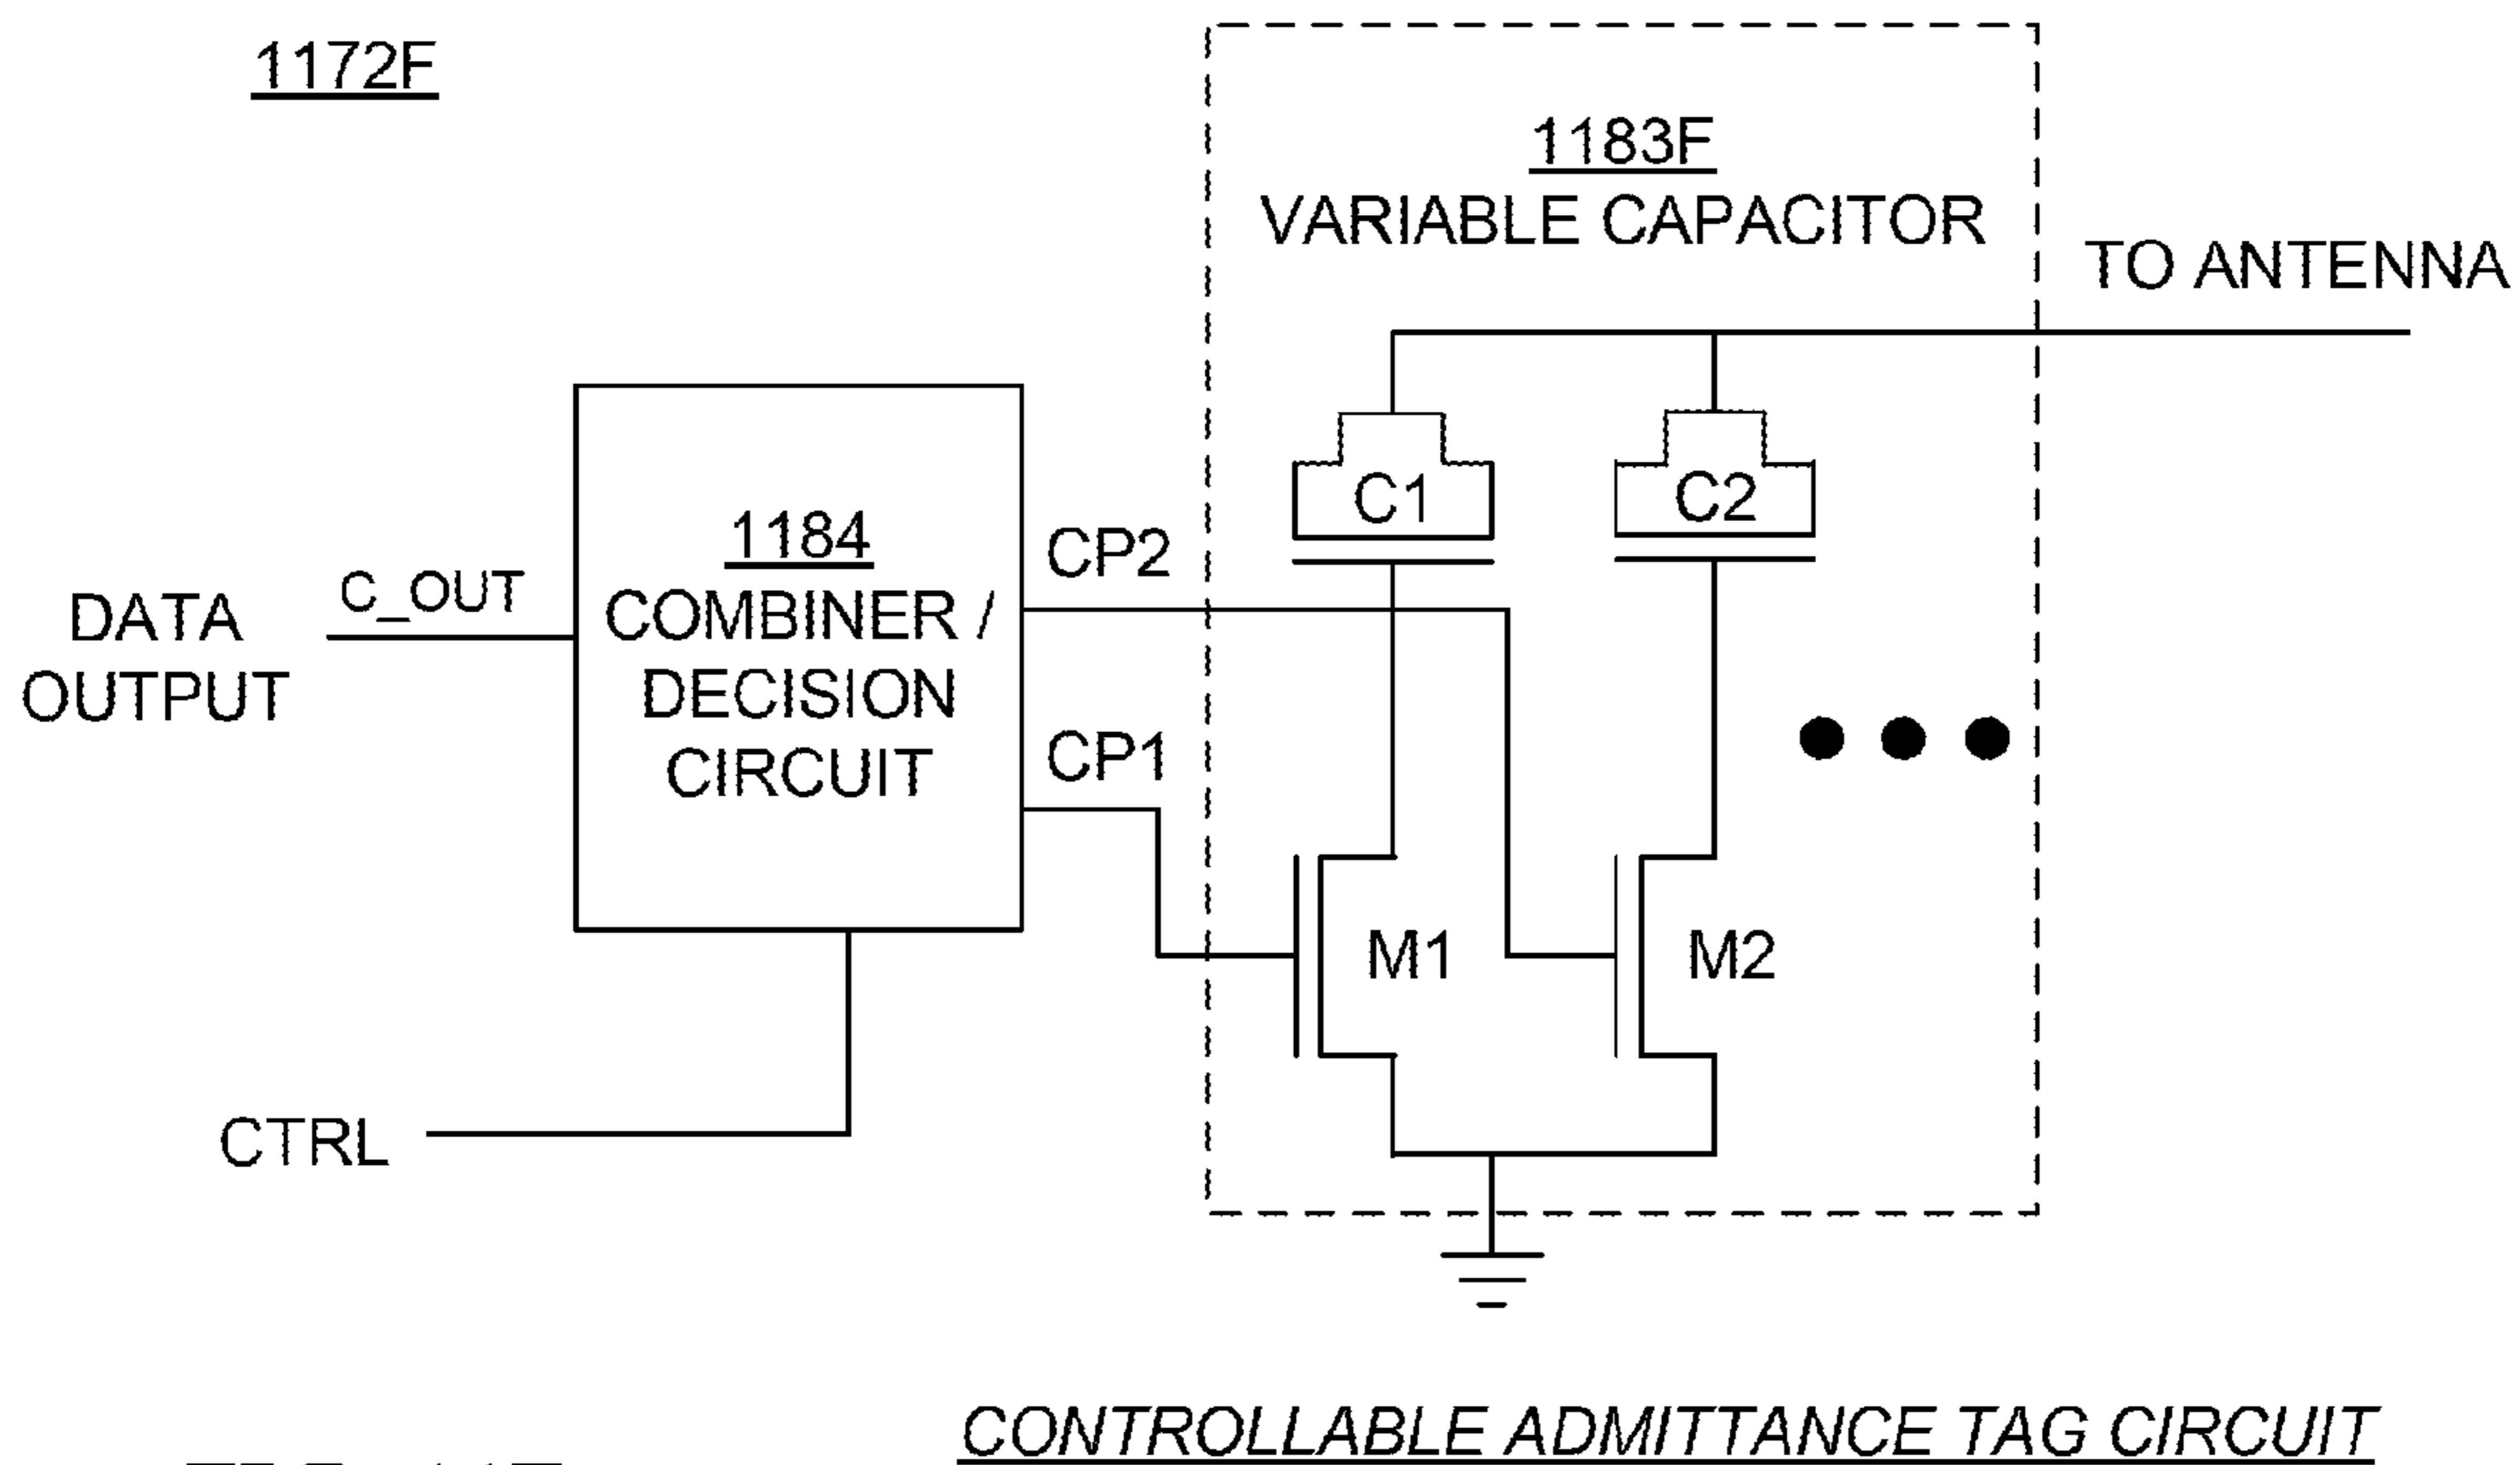 1172F
1183F
VARIABLE CAPACITOR
TO ANTENNA
C1
C2
1184
COMBINER /
DECISION
CIRCUIT
CP2
CP1
C_OUT
DATA
OUTPUT
M1
M2
CTRL
CONTROLLABLE ADMITTANCE TAG CIRCUIT